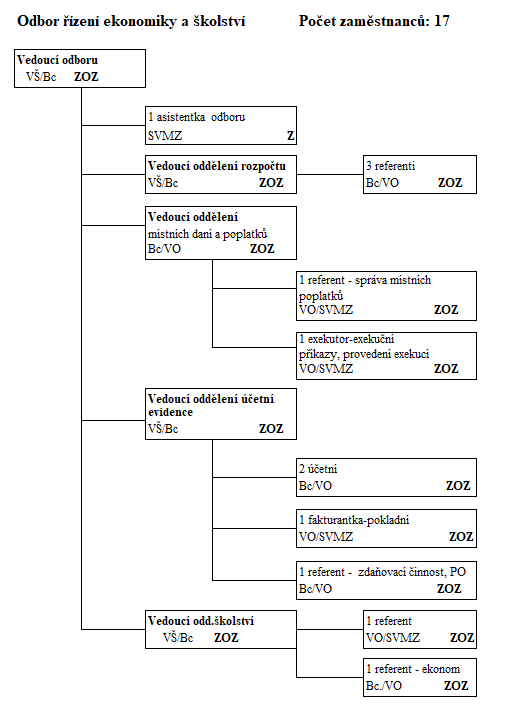 Odbor řízení ekonomiky a školství Počet zaměstnanců: 17
Vedoucí odboru
VŠ/Bc ZOZ
1 asistentka odboru
SVMZ Z
Vedoucí oddělení rozpočtu
VŠ/Bc ZOZ
3 referenti
Bc/VO ZOZ
Vedoucí oddělení
místních daní a poplatků
Bc/VO ZOZ
1 referent - správa místních
poplatků
VO/SVMZ ZOZ
1 exekutor-exekuční
příkazy, provedení exekucí
VO/SVMZ ZOZ
Vedoucí oddělení účetní
evidence
VŠ/Bc ZOZ
2 účetní
Bc/VO ZOZ
1 fakturantka-pokladní
VO/SVMZ ZOZ
1 referent - zdaňovací činnost, PO
Bc/VO ZOZ
Vedoucí odd.školství
VŠ/Bc ZOZ
1 referent
VO/SVMZ ZOZ
1 referent - ekonom
Bc./VO ZOZ